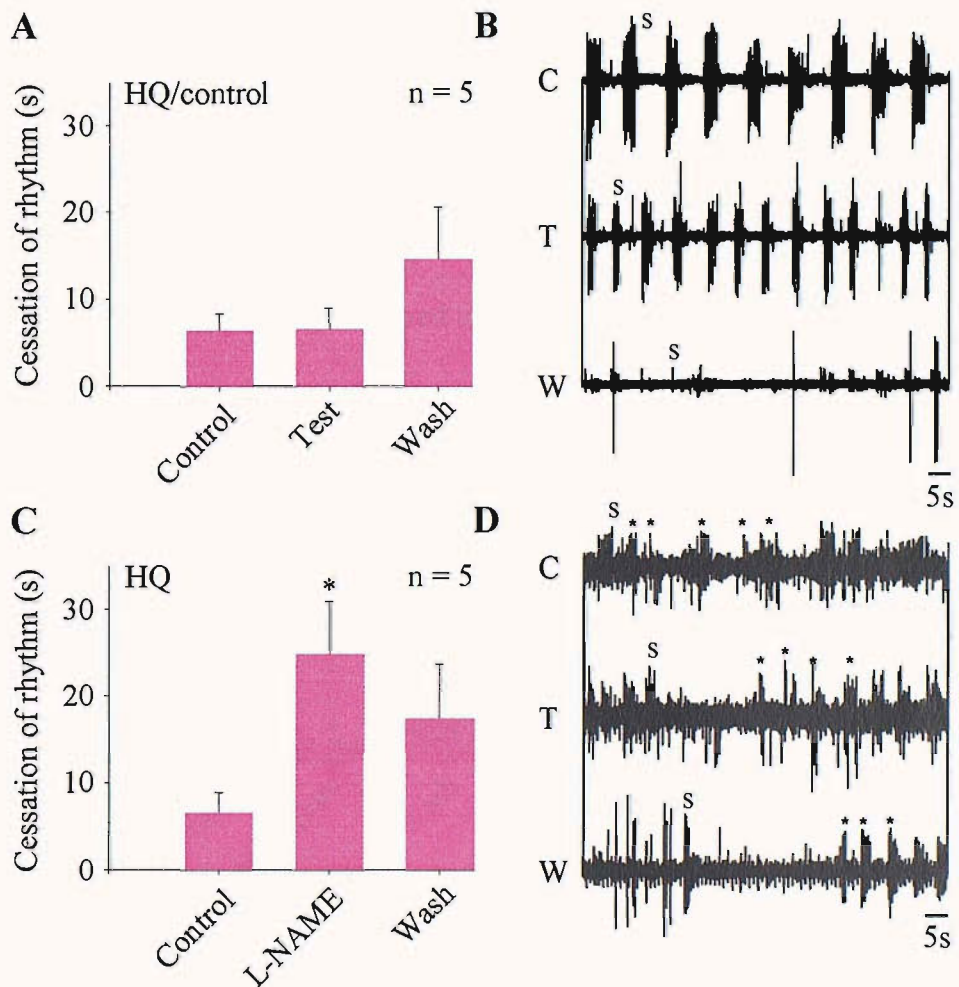 A
Cessation of rhythm (s)
HQ/control
n = 5
30
20
10
0
Control
Test
Wash
B
C
S
T
S
W
S
5s
C
Cessation of rhythm (s)
HQ
n = 5
30
20
10
0
*
Control
L-NAME
Wash
D
C
S
* * * * *
T
S
* * * *
W
S
* * *
5s